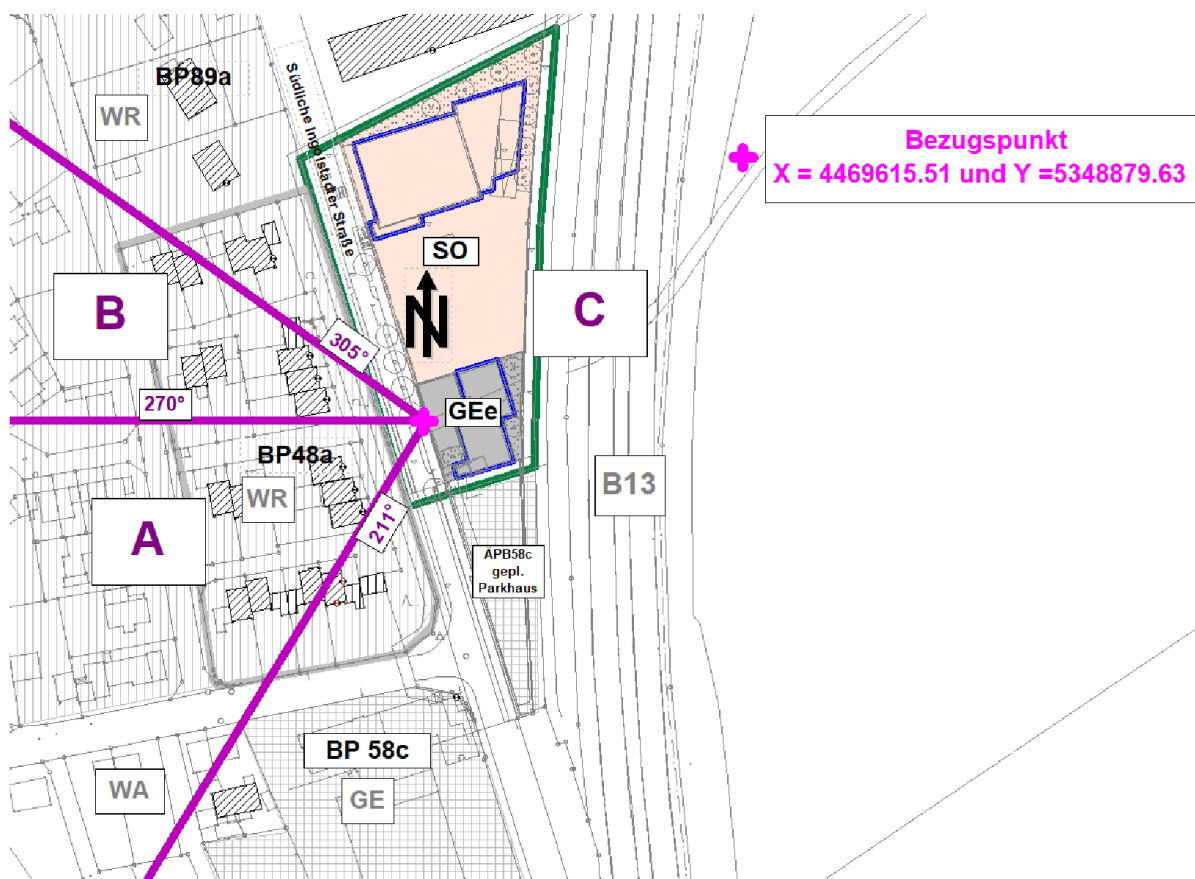 BP89a
WR
Südliche Ingolstädter Straße
Bezugspunkt
X = 4469615.51 und Y =5348879.63
SO
N
B
C
305°
270°
GEe
BP48a
WR
B13
211°
A
APB58c
gepl.
Parkhaus
BP 58c
WA
GE